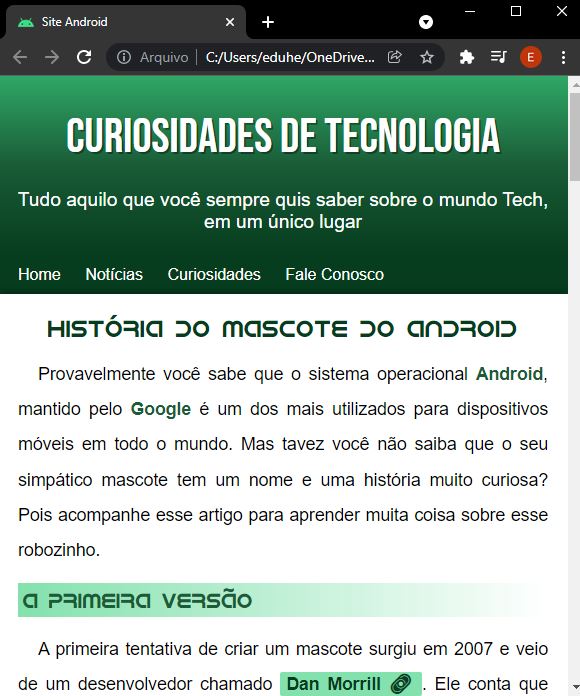 Site Android
Arquivo
C:/Users/eduhe/OneDrive...
E
CURIOSIDADES DE TECNOLOGIA
Tudo aquilo que você sempre quis saber sobre o mundo Tech,
em um único lugar
Home Notícias Curiosidades Fale Conosco
HISTÓRIA DO MASCOTE DO ANDROID
Provavelmente você sabe que o sistema operacional Android,
mantido pelo Google é um dos mais utilizados para dispositivos
móveis em todo o mundo. Mas tavez você não saiba que o seu
simpático mascote tem um nome e uma história muito curiosa?
Pois acompanhe esse artigo para aprender muita coisa sobre esse
robozinho.
A PRIMEIRA VERSÃO
A primeira tentativa de criar um mascote surgiu em 2007 e veio
de um desenvolvedor chamado Dan Morrill . Ele conta que